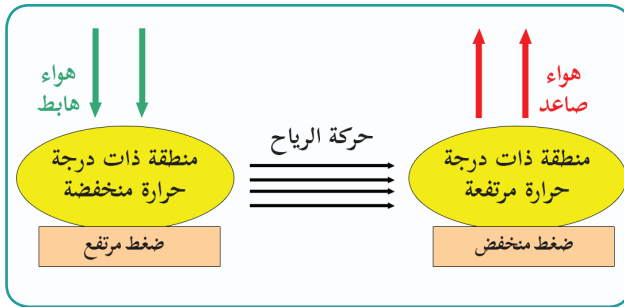 هواء
صاعد
منطقة ذات درجة
حرارة مرتفعة
ضغط منخفض
حركة الرياح
هواء
هابط
منطقة ذات درجة
حرارة منخفضة
ضغط مرتفع